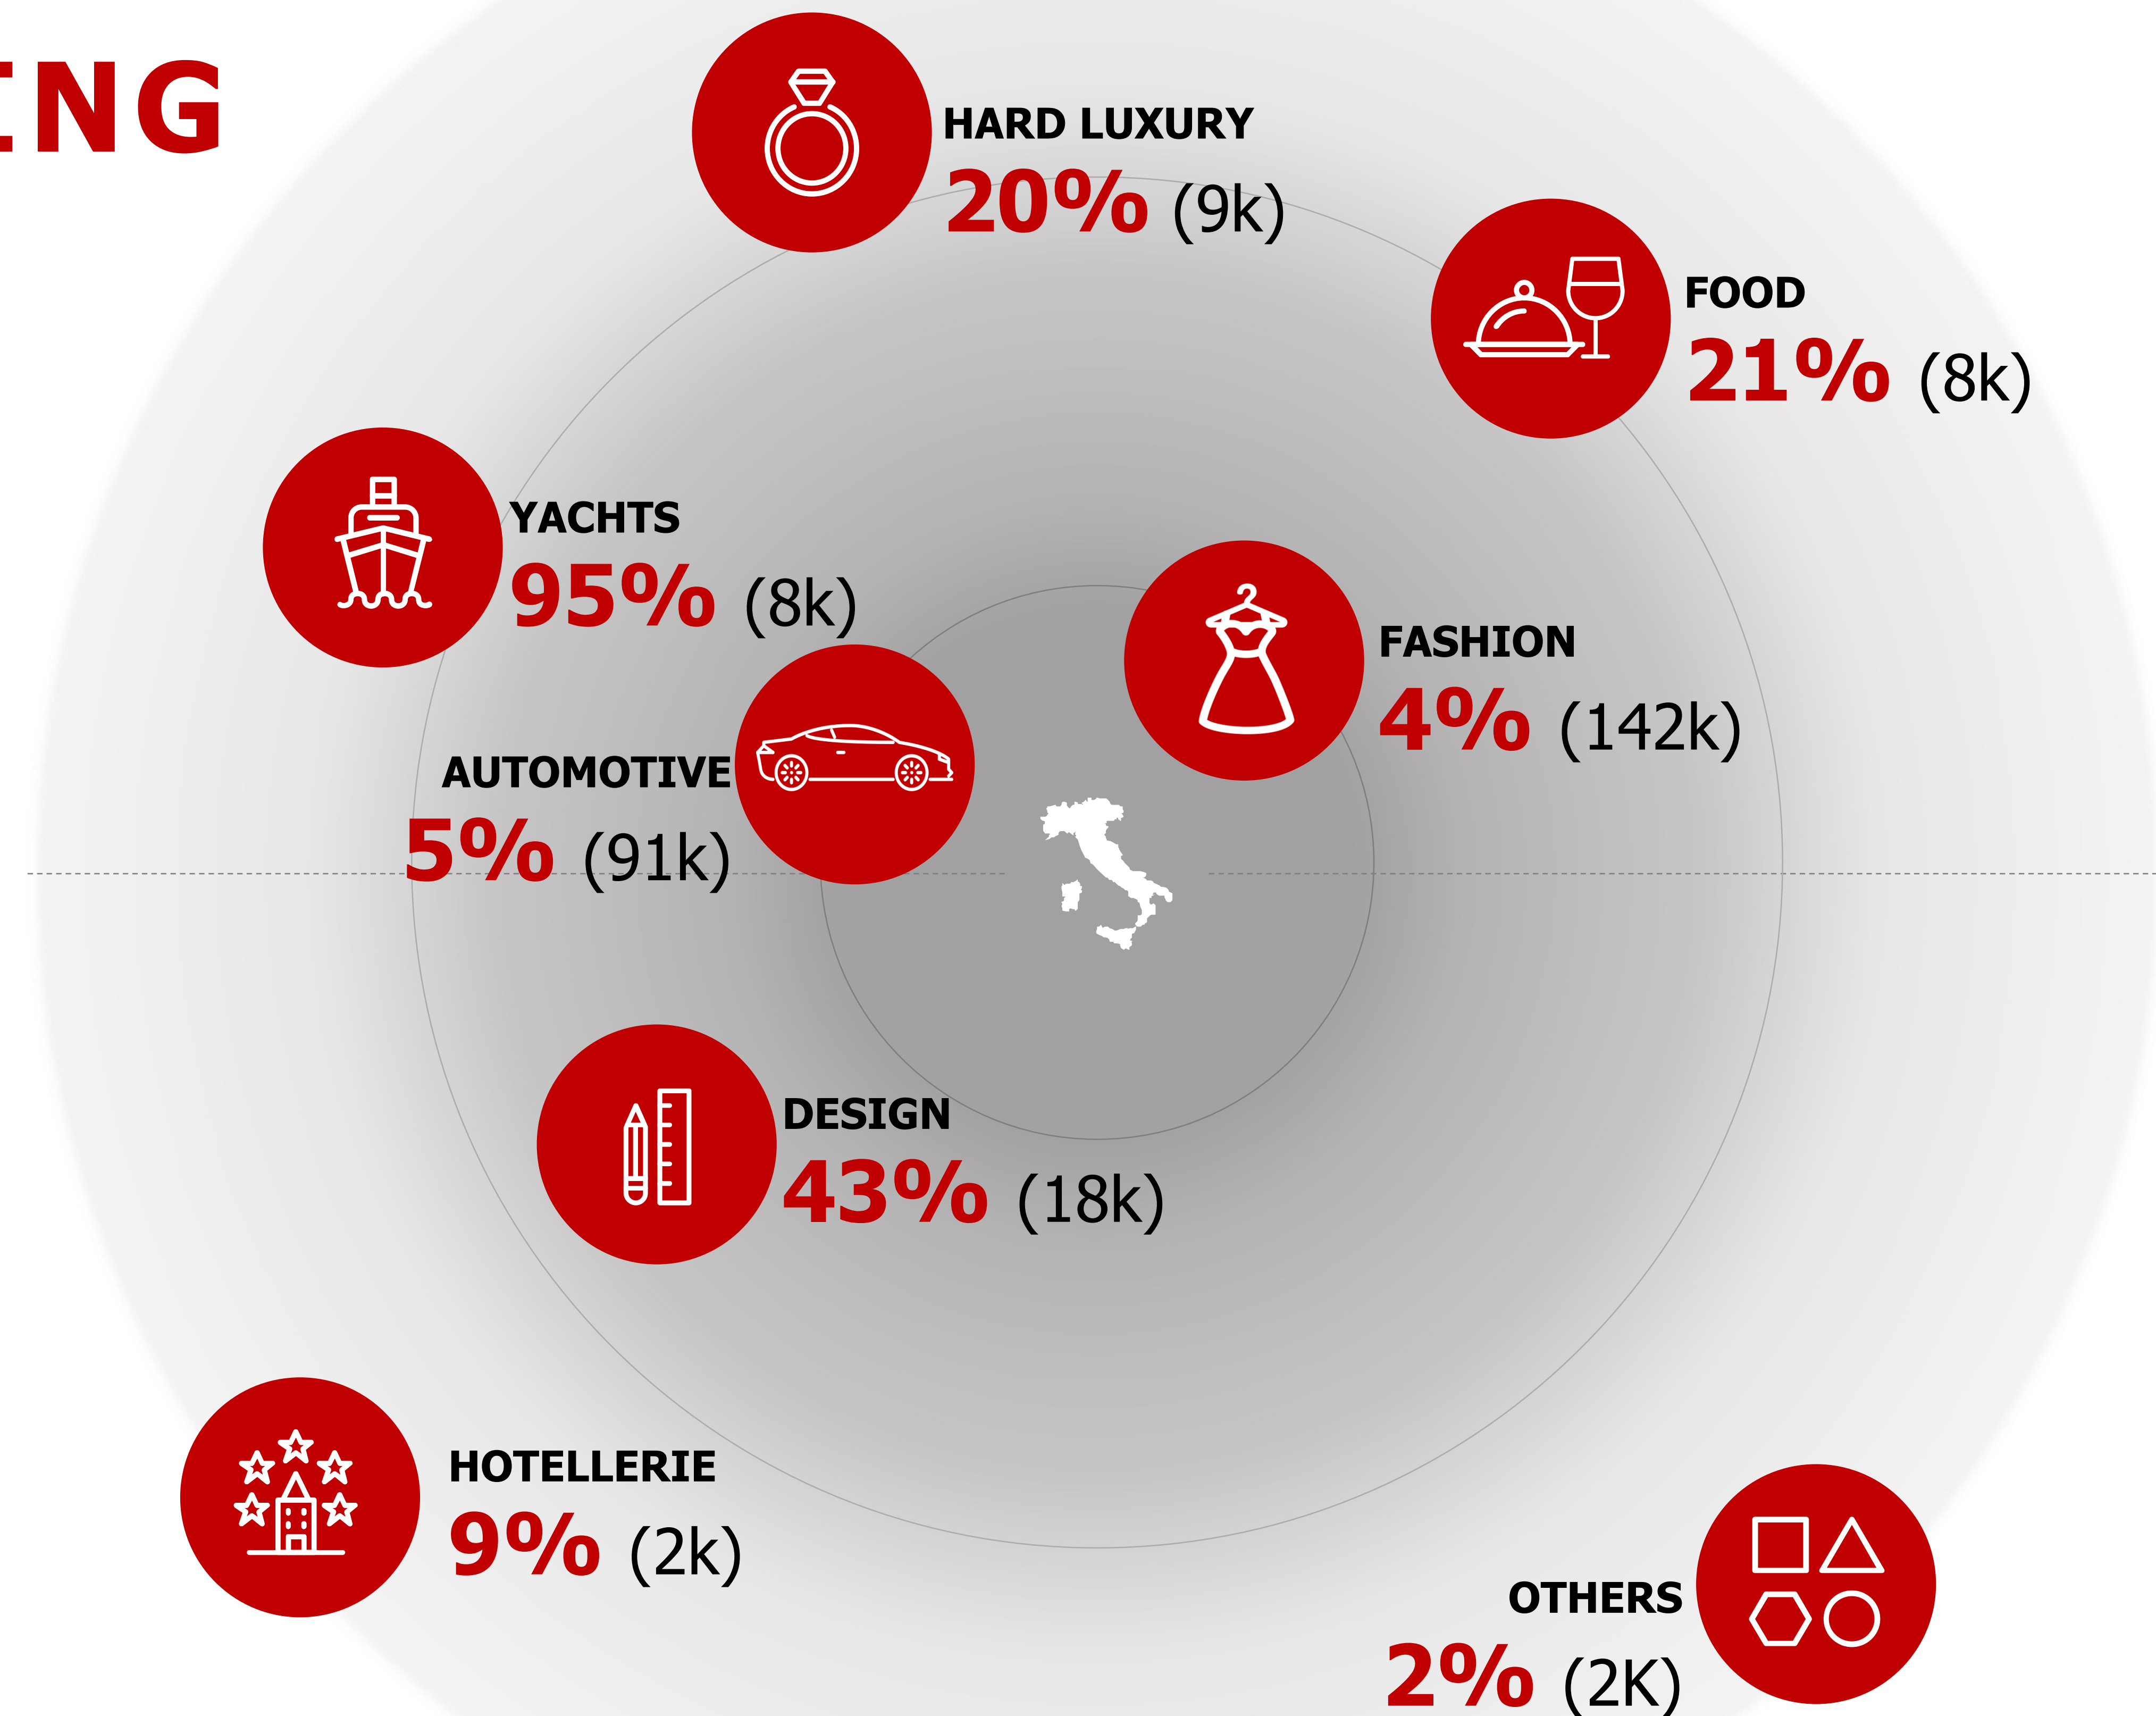 ING
HARD LUXURY
20% (9k)
FOOD
21% (8k)
YACHTS
95% (8k)
FASHION
4% (142k)
AUTOMOTIVE
5% (91k)
DESIGN
43% (18k)
HOTELLERIE
9% (2k)
OTHERS
2% (2K)